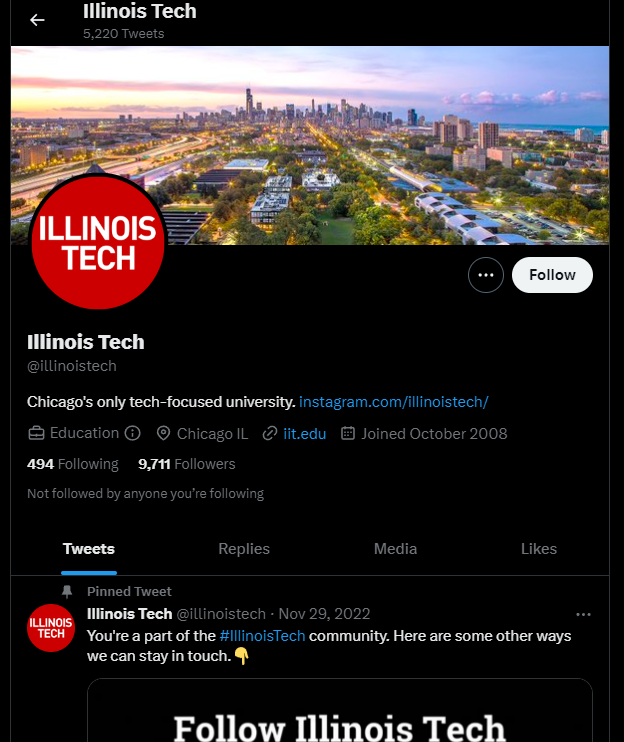 Illinois Tech
5,220 Tweets
ILLINOIS
TECH
Follow
Illinois Tech
@illinoistech
Chicago's only tech-focused university. instagram.com/illinoistech/
Education Chicago IL iit.edu Joined October 2008
494 Following 9,711 Followers
Not followed by anyone you're following
Tweets Replies Media Likes
Pinned Tweet
ILLINOIS
TECH
Illinois Tech @illinoistech · Nov 29, 2022
You're a part of the #IllinoisTech community. Here are some other ways
we can stay in touch.👇
Follow Illinois Tech